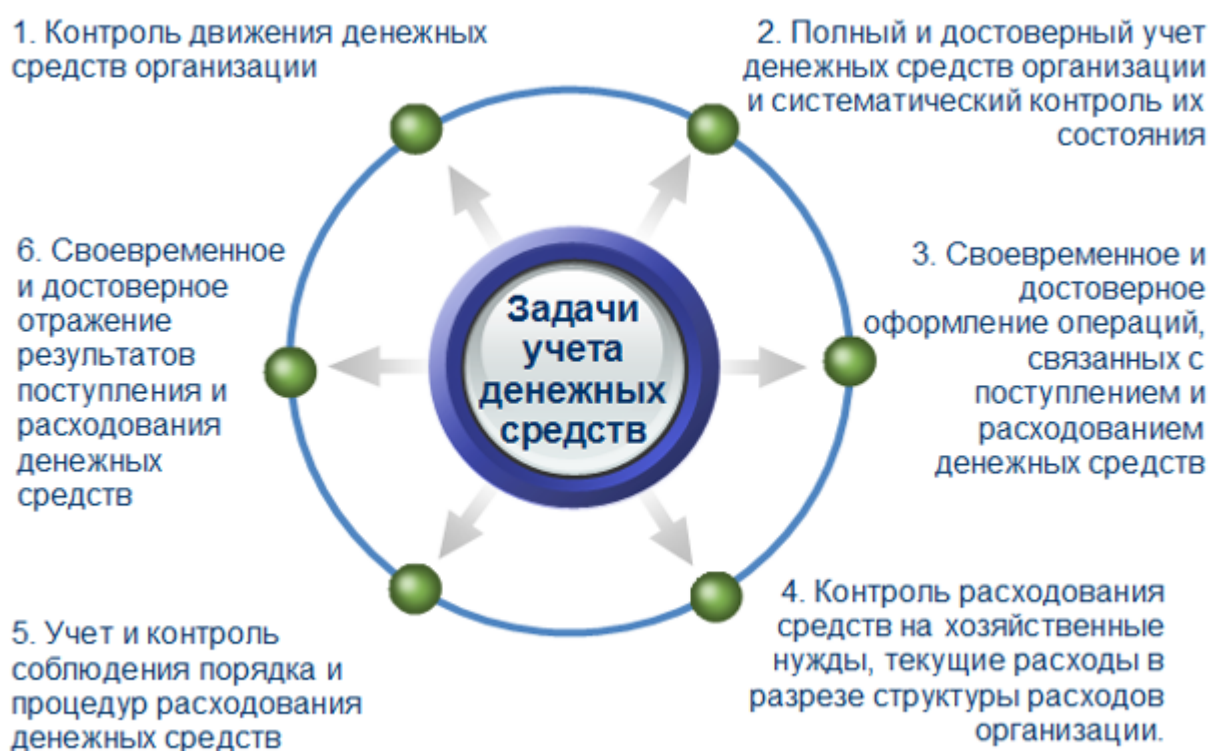 1. Контроль движения денежных
средств организации
2. Полный и достоверный учет
денежных средств организации
и систематический контроль их
состояния
3. Своевременное и
достоверное
оформление операций,
связанных с
поступлением и
расходованием
денежных средств
4. Контроль расходования
средств на хозяйственные
нужды, текущие расходы в
разрезе структуры расходов
организации.
5. Учет и контроль
соблюдения порядка и
процедур расходования
денежных средств
6. Своевременное
и достоверное
отражение
результатов
поступления и
расходования
денежных
средств
Задачи
учета
денежных
средств